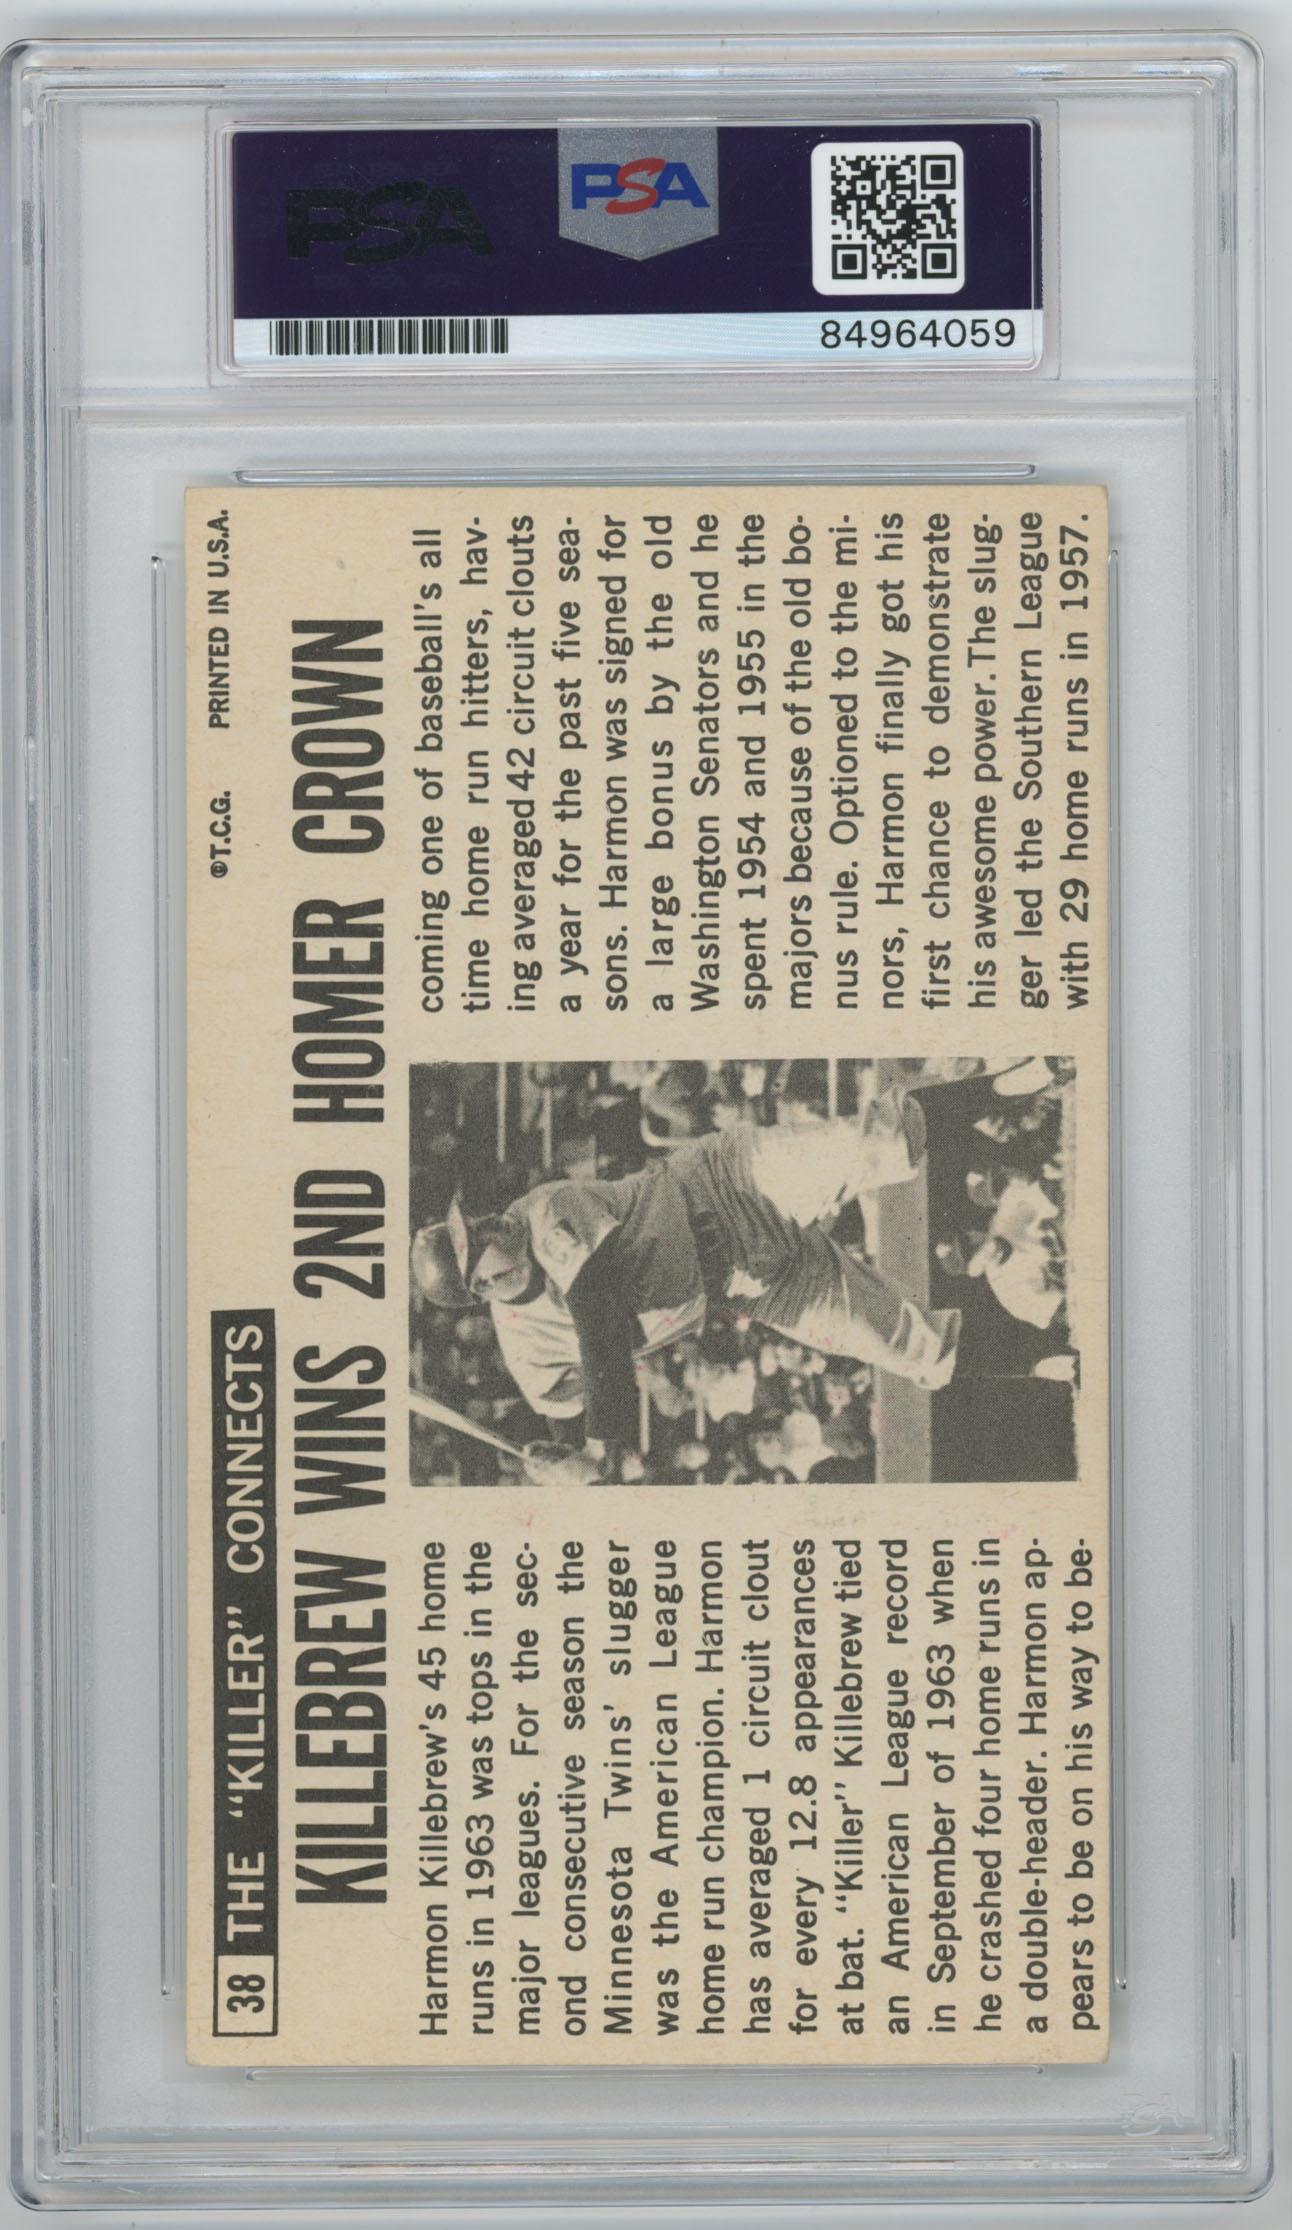 PSA
PSA
84964059
38 THE "KILLER" CONNECTS
©T.C.G. PRINTED IN U.S.A.
KILLEBREW WINS 2ND HOMER CROWN
Harmon Killebrew's 45 home
runs in 1963 was tops in the
major leagues. For the sec-
ond consecutive season the
Minnesota Twins' slugger
was the American League
home run champion. Harmon
has averaged 1 circuit clout
for every 12.8 appearances
at bat. "Killer" Killebrew tied
an American League record
in September of 1963 when
he crashed four home runs in
a double-header. Harmon ap-
pears to be on his way to be-
coming one of baseball's all
time home run hitters, hav-
ing averaged 42 circuit clouts
a year for the past five sea-
sons. Harmon was signed for
a large bonus by the old
Washington Senators and he
spent 1954 and 1955 in the
majors because of the old bo-
nus rule. Optioned to the mi-
nors, Harmon finally got his
first chance to demonstrate
his awesome power. The slug-
ger led the Southern League
with 29 home runs in 1957.